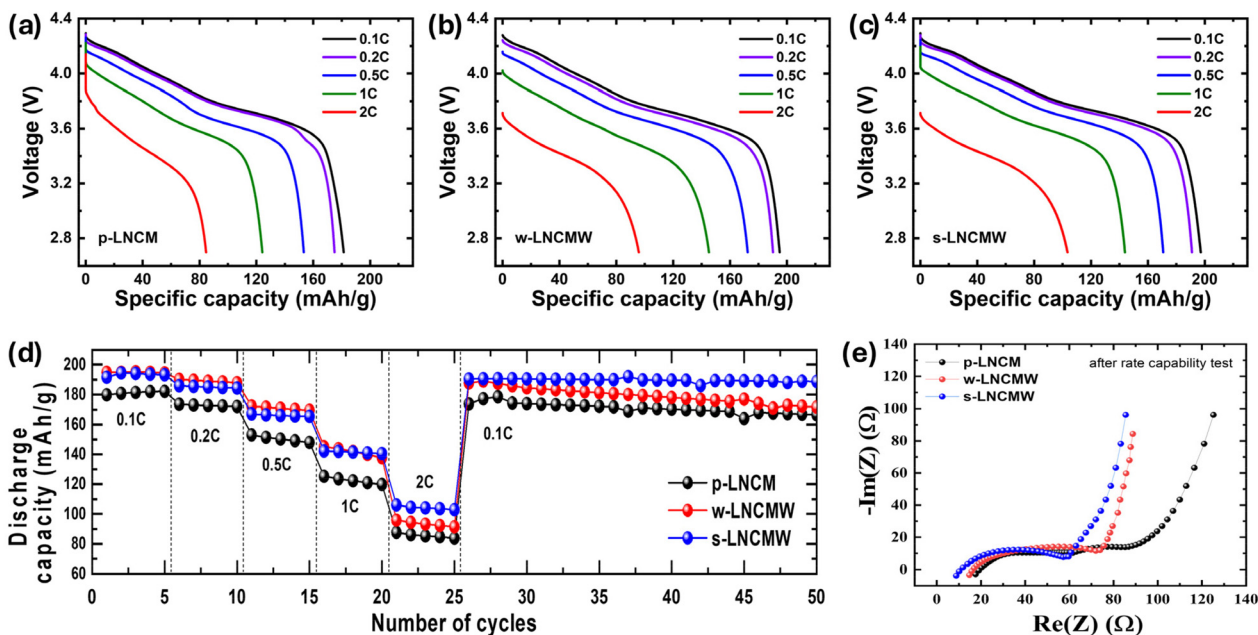 (a)
4.4
4.0
3.6
3.2
2.8
Voltage (V)
0.1C
0.2C
0.5C
1C
2C
p-LNCM
0 40 80 120 160 200
Specific capacity (mAh/g)
(b)
4.4
4.0
3.6
3.2
2.8
Voltage (V)
0.1C
0.2C
0.5C
1C
2C
w-LNCMW
0 40 80 120 160 200
Specific capacity (mAh/g)
(c)
4.4
4.0
3.6
3.2
2.8
Voltage (V)
0.1C
0.2C
0.5C
1C
2C
s-LNCMW
0 40 80 120 160 200
Specific capacity (mAh/g)
(d)
200
180
160
140
120
100
80
60
Discharge
capacity (mAh/g)
0.1C
0.2C
0.5C
1C
2C
0.1C
p-LNCM
w-LNCMW
s-LNCMW
0 5 10 15 20 25 30 35 40 45 50
Number of cycles
(e)
140
120
100
80
60
40
20
0
-Im(Z) (Ω)
p-LNCM
w-LNCMW
s-LNCMW
after rate capability test
0 20 40 60 80 100 120 140
Re(Z) (Ω)